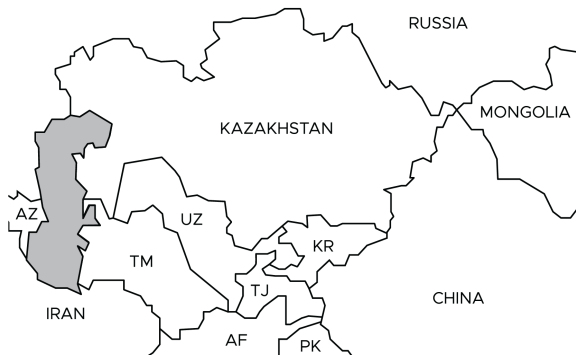 RUSSIA
MONGOLIA
KAZAKHSTAN
AZ
UZ
KR
TM
TJ
CHINA
IRAN
AF
PK